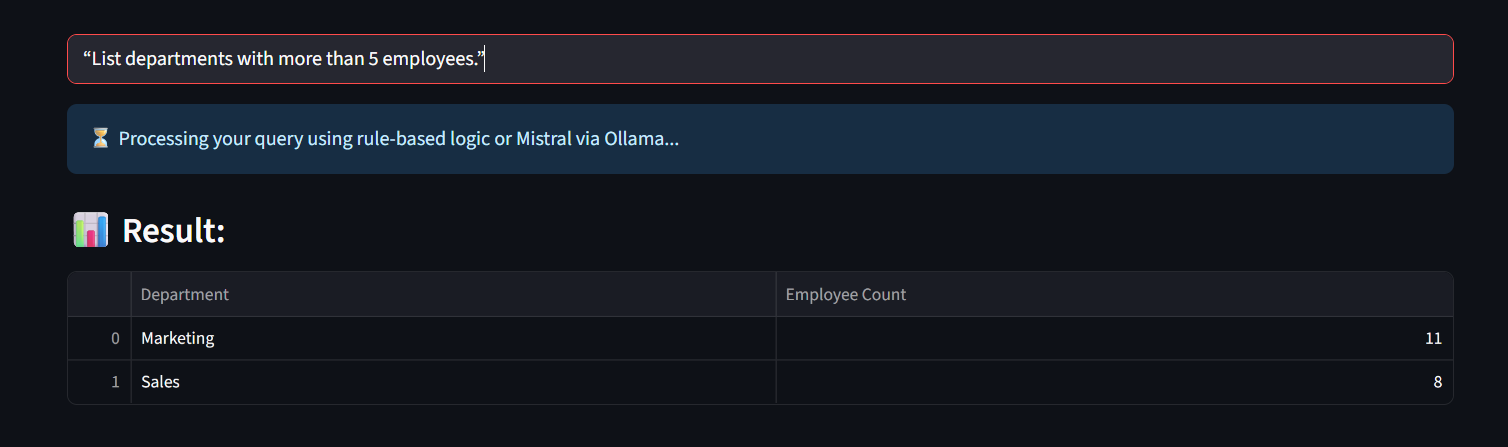 “List departments with more than 5 employees.”
⏳ Processing your query using rule-based logic or Mistral via Ollama...
📊 Result:
Department Employee Count
0 Marketing 11
1 Sales 8